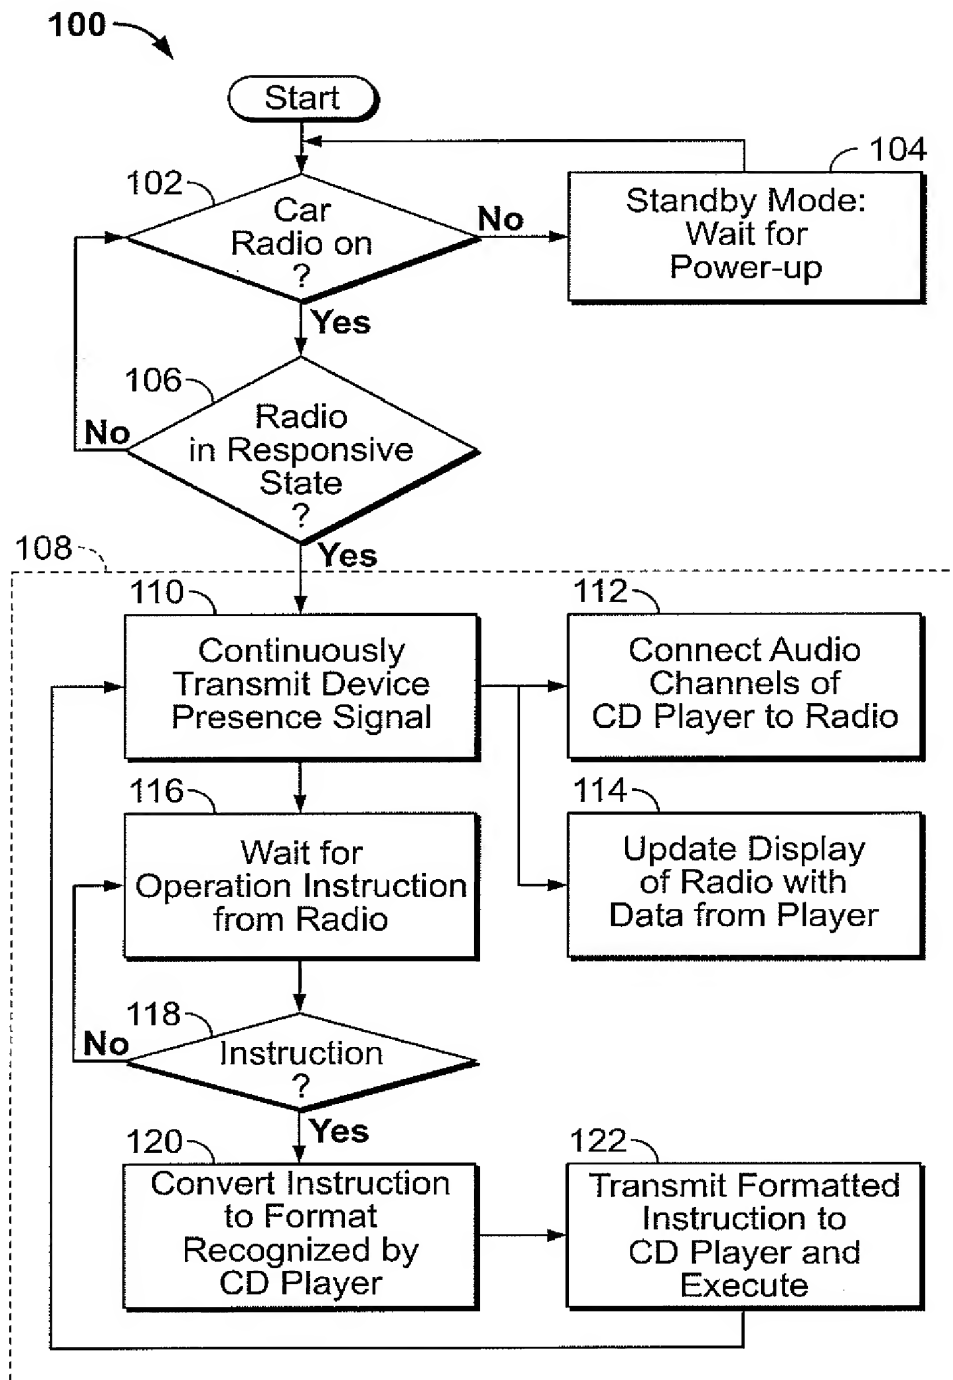 100
Start
102
Car
Radio on
?
No
104
Standby Mode:
Wait for
Power-up
Yes
106
Radio
in Responsive
State
?
No
Yes
108
110
Continuously
Transmit Device
Presence Signal
112
Connect Audio
Channels of
CD Player to Radio
116
Wait for
Operation Instruction
from Radio
114
Update Display
of Radio with
Data from Player
118
Instruction
?
No
Yes
120
Convert Instruction
to Format
Recognized by
CD Player
122
Transmit Formatted
Instruction to
CD Player and
Execute